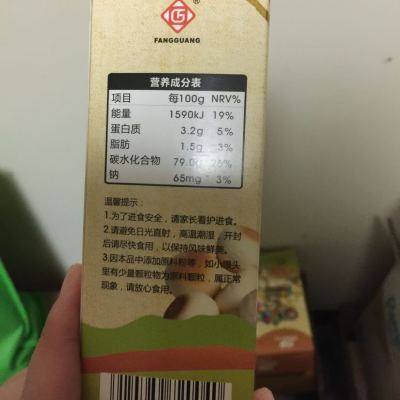 FANGGUANG
营养成分表
项目 每100g NRV%
能量 1590kJ 19%
蛋白质 3.2g 5%
脂肪 1.5g 3%
碳水化合物 79.0g 26%
钠 65mg 3%
温馨提示:
1.为了进食安全,请家长看护进食。
2.请避免日光直射,高温潮湿,开封
后请尽快食用,以保持风味鲜美。
3.因本品中添加原料粒等,如小馒头
里有少量颗粒物为原料颗粒,属正常
现象,请放心食用。